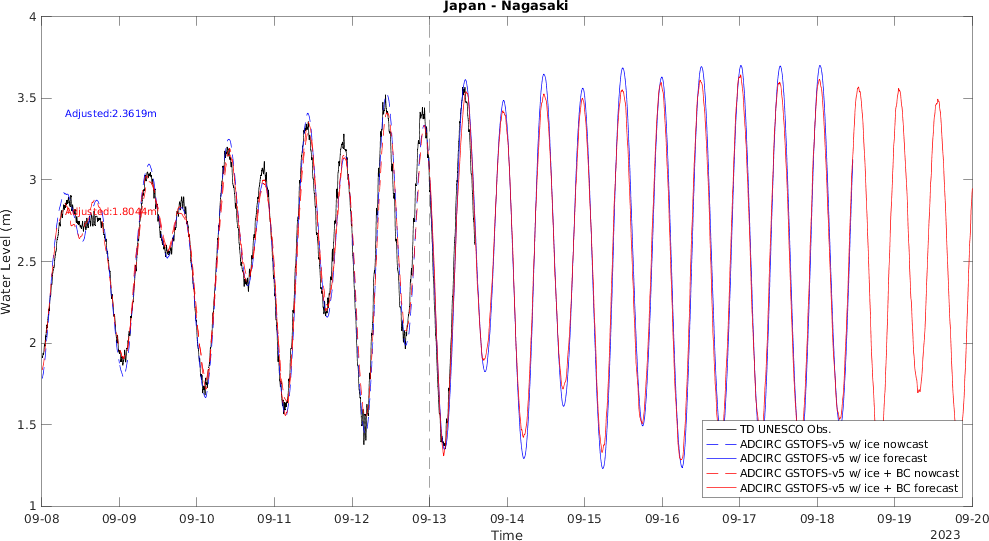 Japan - Nagasaki
4
3.5
3
2.5
2
1.5
1
Water Level (m)
Adjusted:2.3619m
Adjusted:1.8044m
TD UNESCO Obs.
ADCIRC GSTOFS-v5 w/ ice nowcast
ADCIRC GSTOFS-v5 w/ ice forecast
ADCIRC GSTOFS-v5 w/ ice + BC nowcast
ADCIRC GSTOFS-v5 w/ ice + BC forecast
09-08 09-09 09-10 09-11 09-12 09-13 09-14 09-15 09-16 09-17 09-18 09-19 09-20
Time
2023